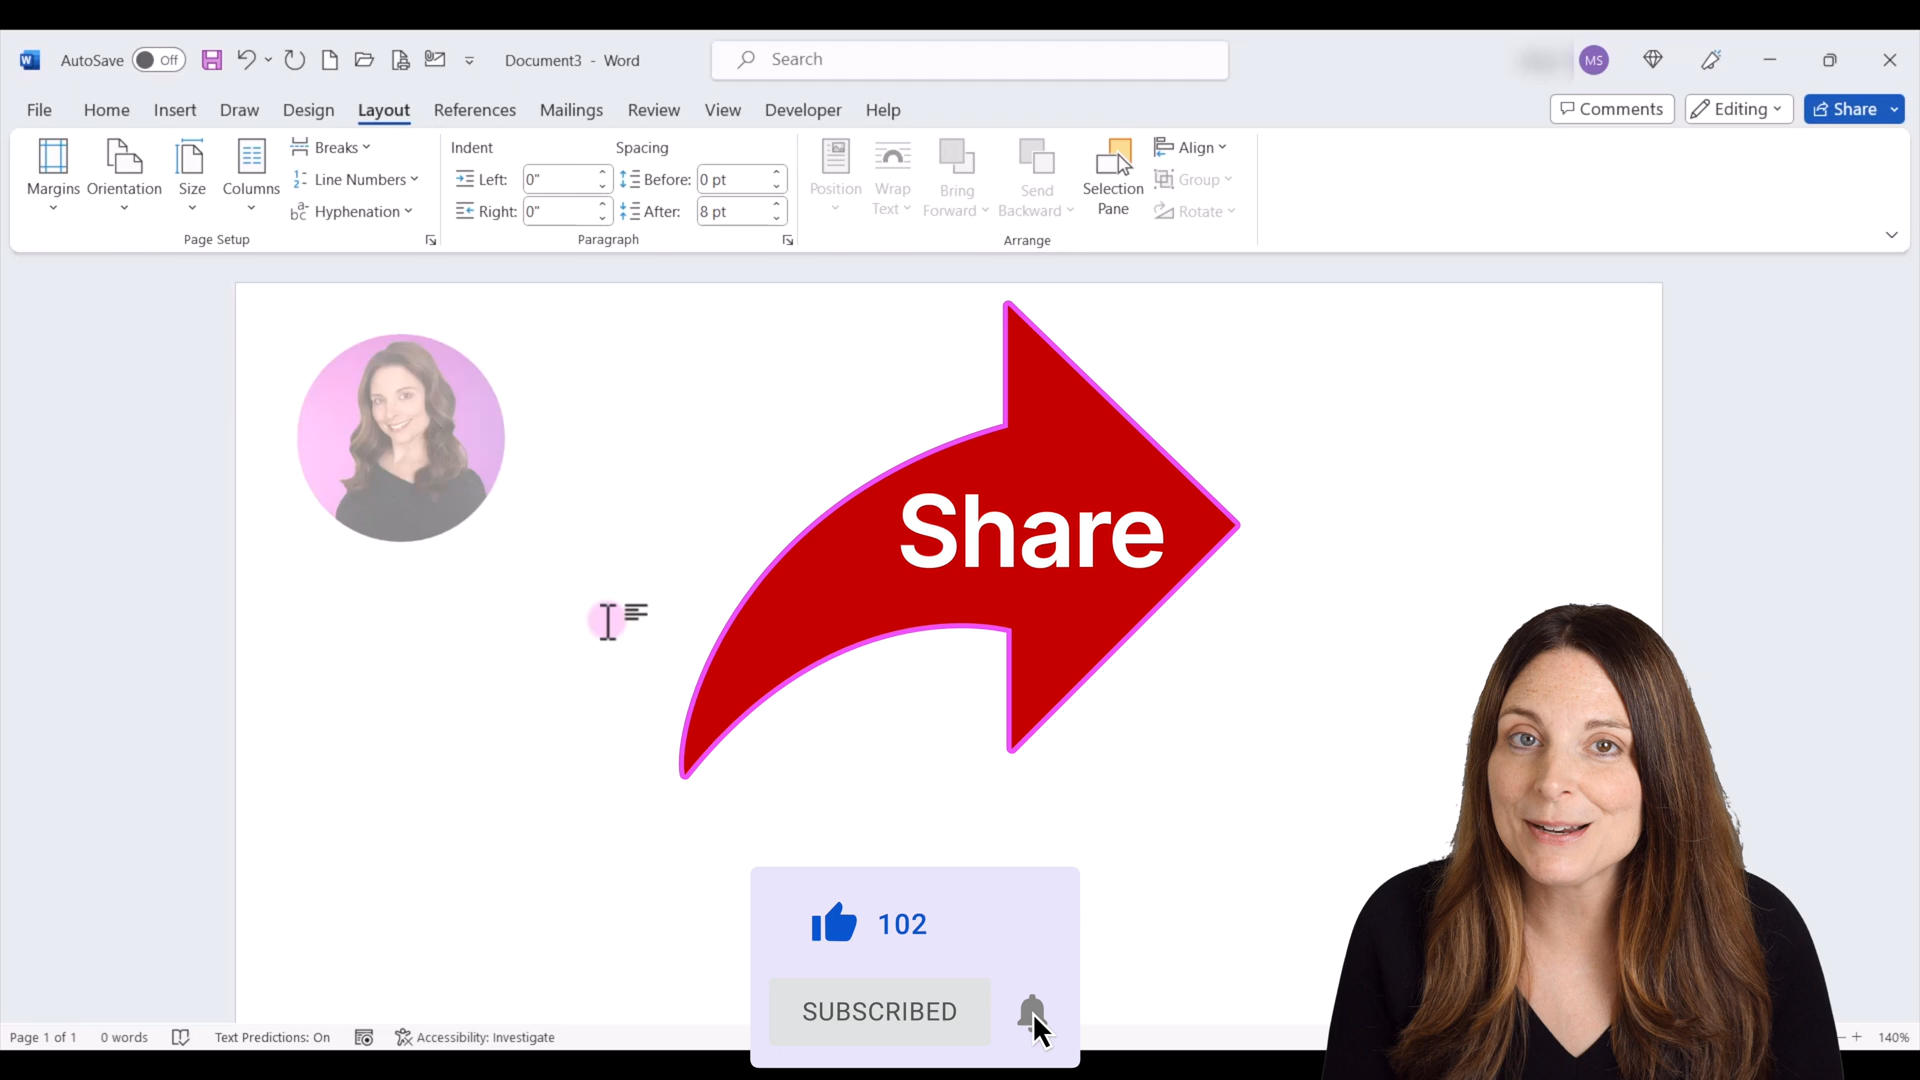 AutoSave Off Document3 - Word Search MS
File Home Insert Draw Design Layout References Mailings Review View Developer Help Comments Editing Share
Margins Orientation Size Columns
Breaks
Line Numbers
Hyphenation
Page Setup
Indent Spacing
Left: 0" Before: 0 pt
Right: 0" After: 8 pt
Paragraph
Position
Wrap
Text
Bring
Forward
Send
Backward
Selection
Pane
Align
Group
Rotate
Arrange
Share
102
SUBSCRIBED
Page 1 of 1 0 words Text Predictions: On Accessibility: Investigate 140%